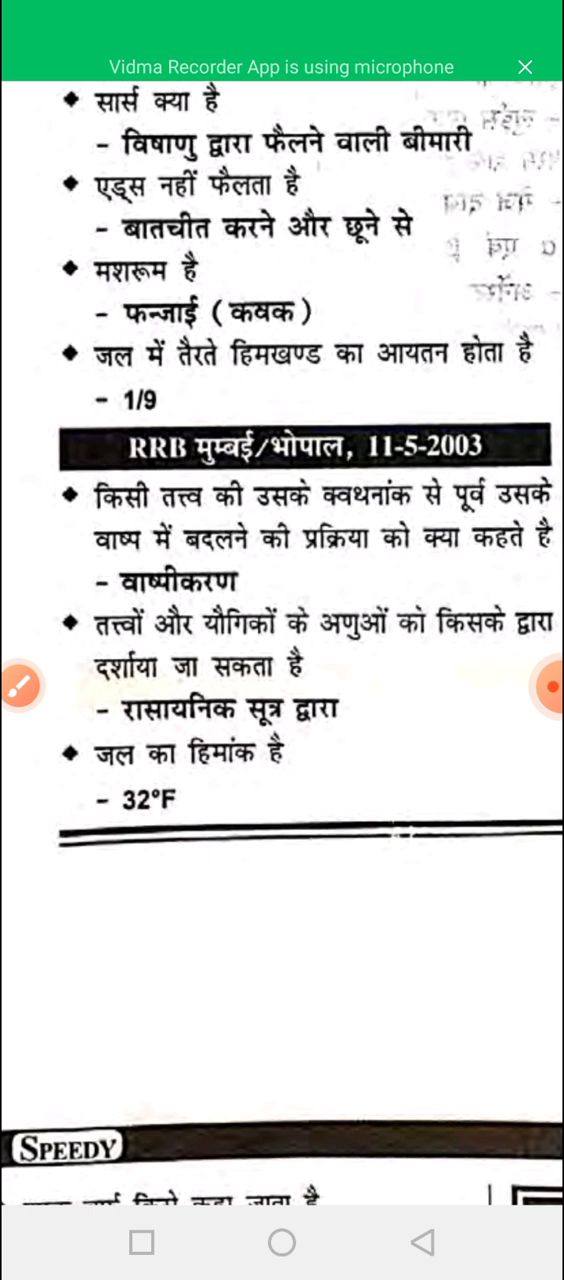 Vidma Recorder App is using microphone ×
◆ सार्स क्या है
- विषाणु द्वारा फैलने वाली बीमारी
◆ एड्स नहीं फैलता है
- बातचीत करने और छूने से
◆ मशरूम है
- फन्जाई (कवक)
◆ जल में तैरते हिमखण्ड का आयतन होता है
- 1/9
RRB मुम्बई/भोपाल, 11-5-2003
◆ किसी तत्त्व की उसके क्वथनांक से पूर्व उसके
वाष्प में बदलने की प्रक्रिया को क्या कहते है
- वाष्पीकरण
◆ तत्त्वों और यौगिकों के अणुओं को किसके द्वारा
दर्शाया जा सकता है
- रासायनिक सूत्र द्वारा
◆ जल का हिमांक है
- 32°F
SPEEDY